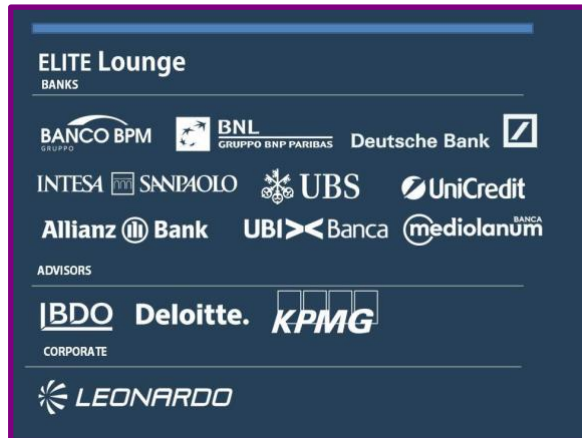 ELITE Lounge
BANKS
BANCO BPM
GRUPPO
BNL
GRUPPO BNP PARIBAS
Deutsche Bank
INTESA SANPAOLO
UBS
UniCredit
Allianz Bank
UBI Banca
BANCA
mediolanum
ADVISORS
BDO
Deloitte.
KPMG
CORPORATE
LEONARDO